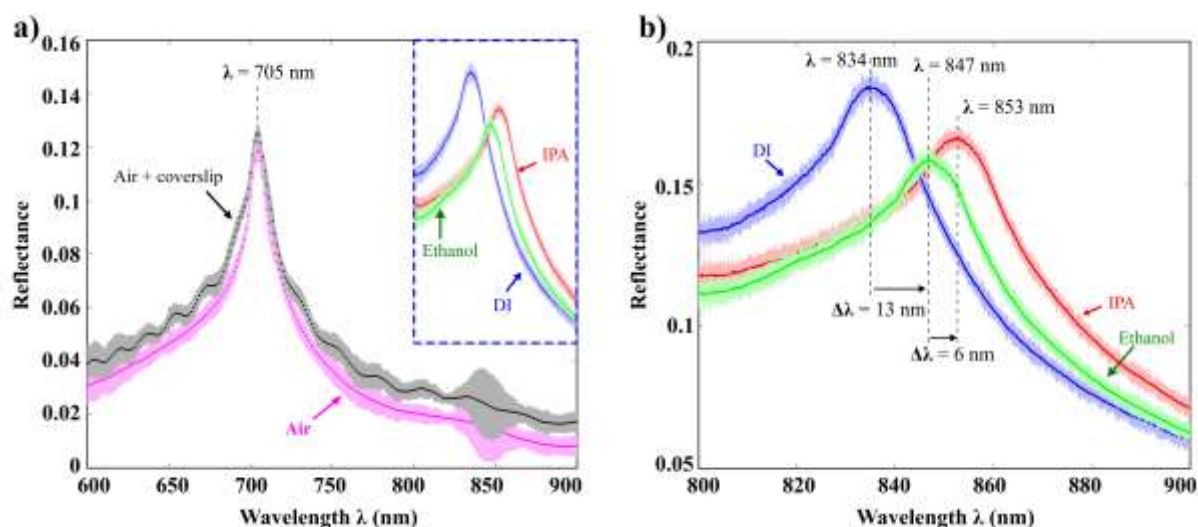 a)
0.16
0.14
0.12
0.1
0.08
0.06
0.04
0.02
0
Reflectance
λ = 705 nm
Air + coverslip
Air
IPA
Ethanol
DI
600 650 700 750 800 850 900
Wavelength λ (nm)
b)
0.2
0.15
0.1
0.05
Reflectance
λ = 834 nm
λ = 847 nm
λ = 853 nm
DI
IPA
Ethanol
Δλ = 13 nm
Δλ = 6 nm
800 820 840 860 880 900
Wavelength λ (nm)